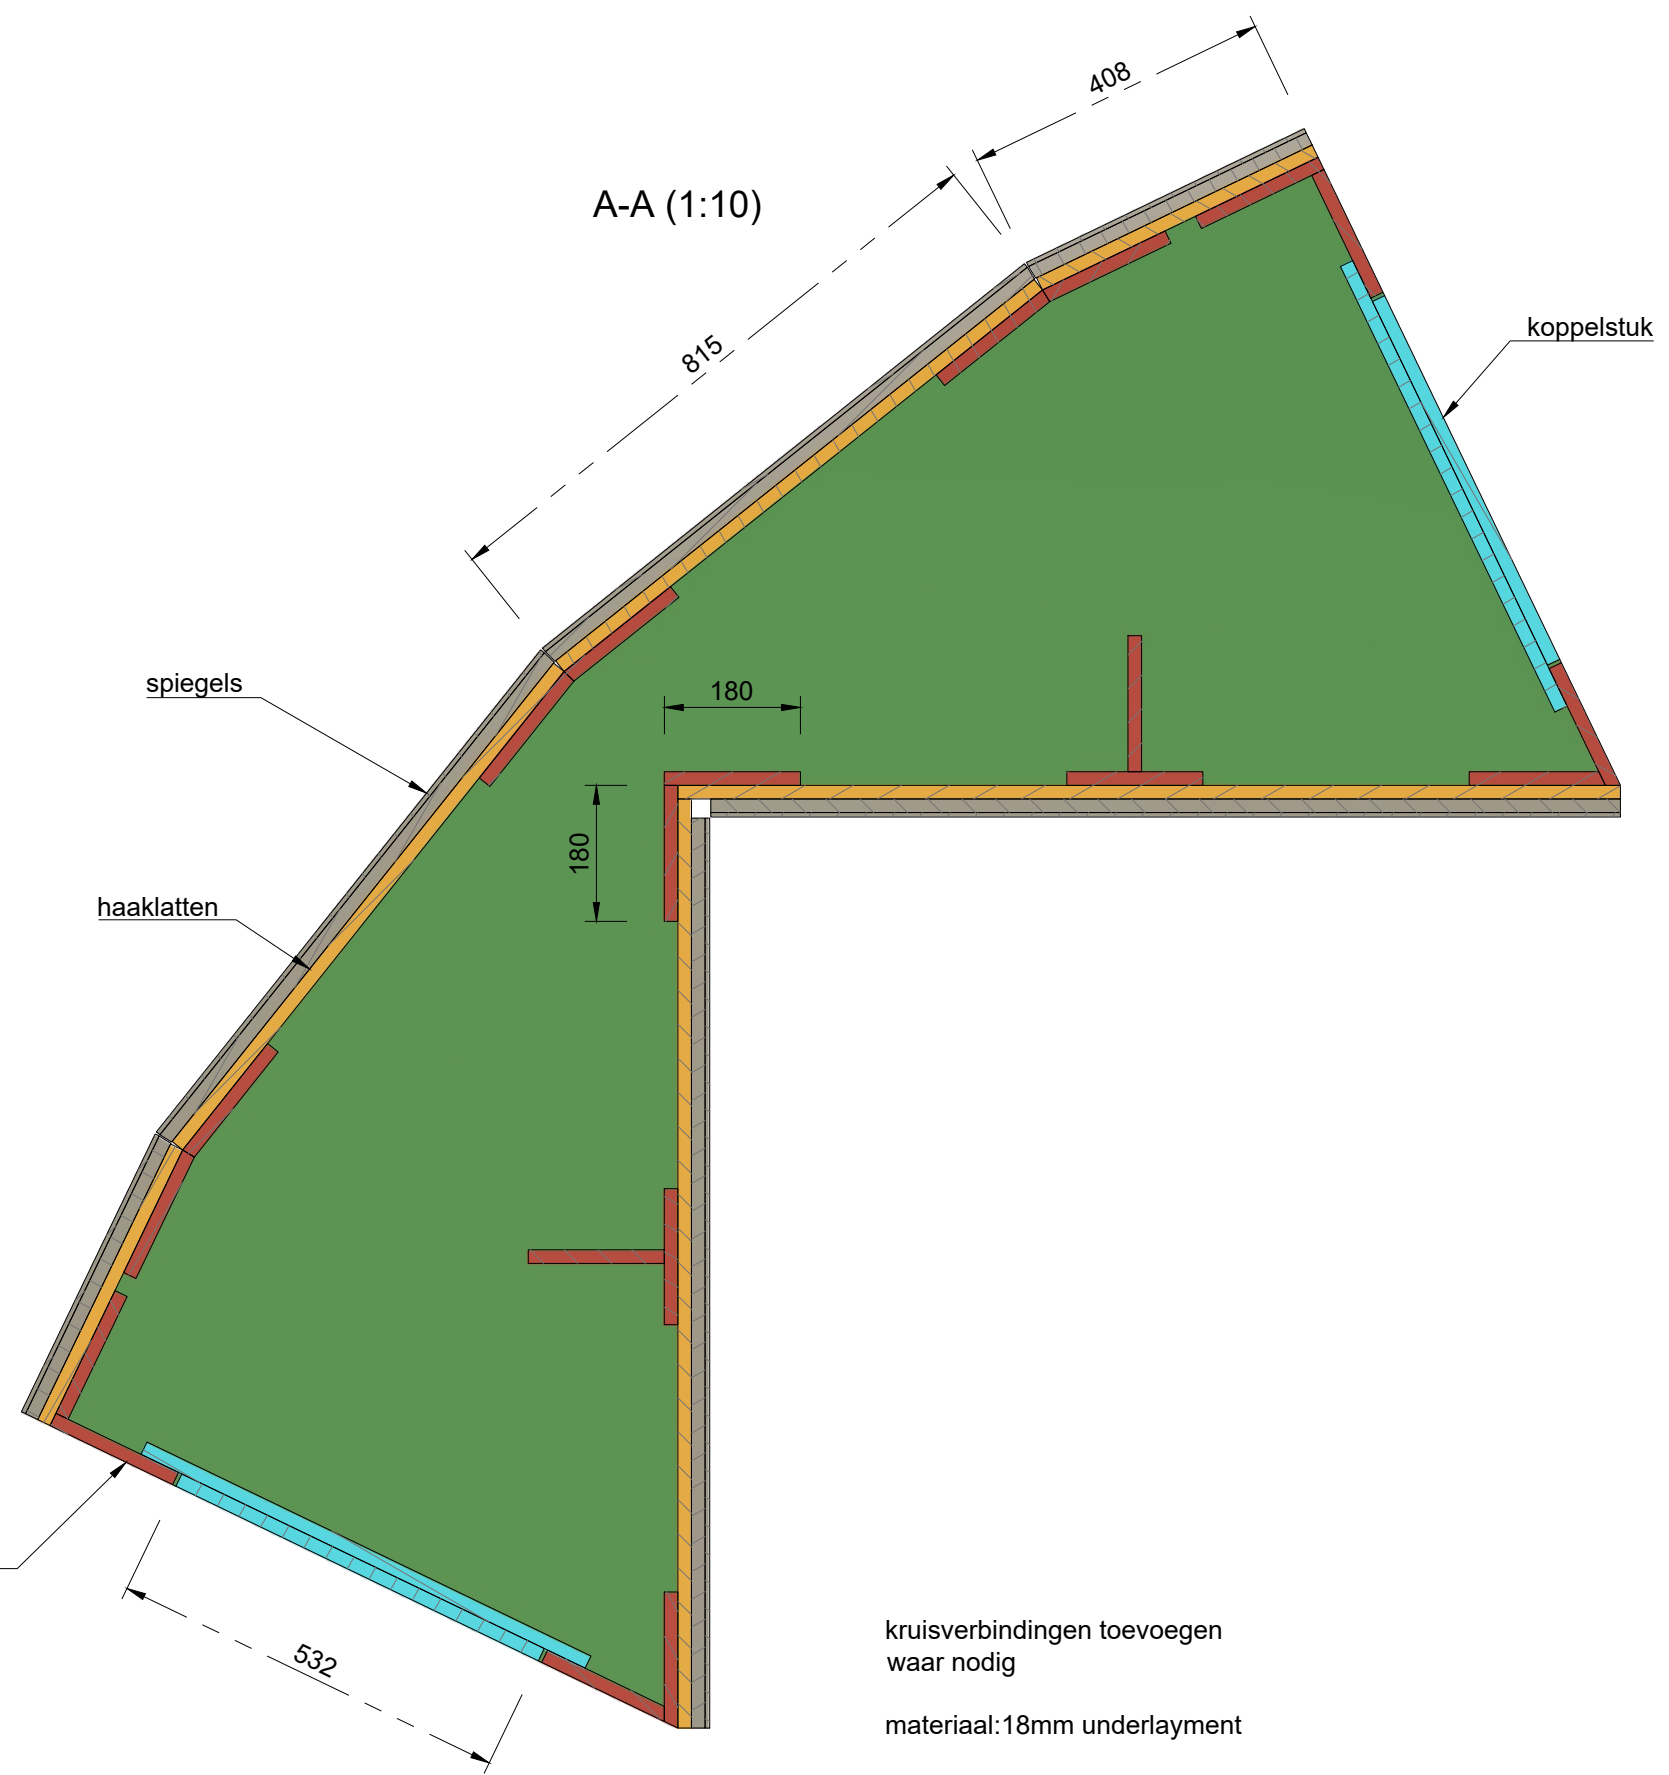 408
A-A (1:10)
815
koppelstuk
spiegels
180
180
haaklatten
532
kruisverbindingen toevoegen
waar nodig
materiaal:18mm underlayment